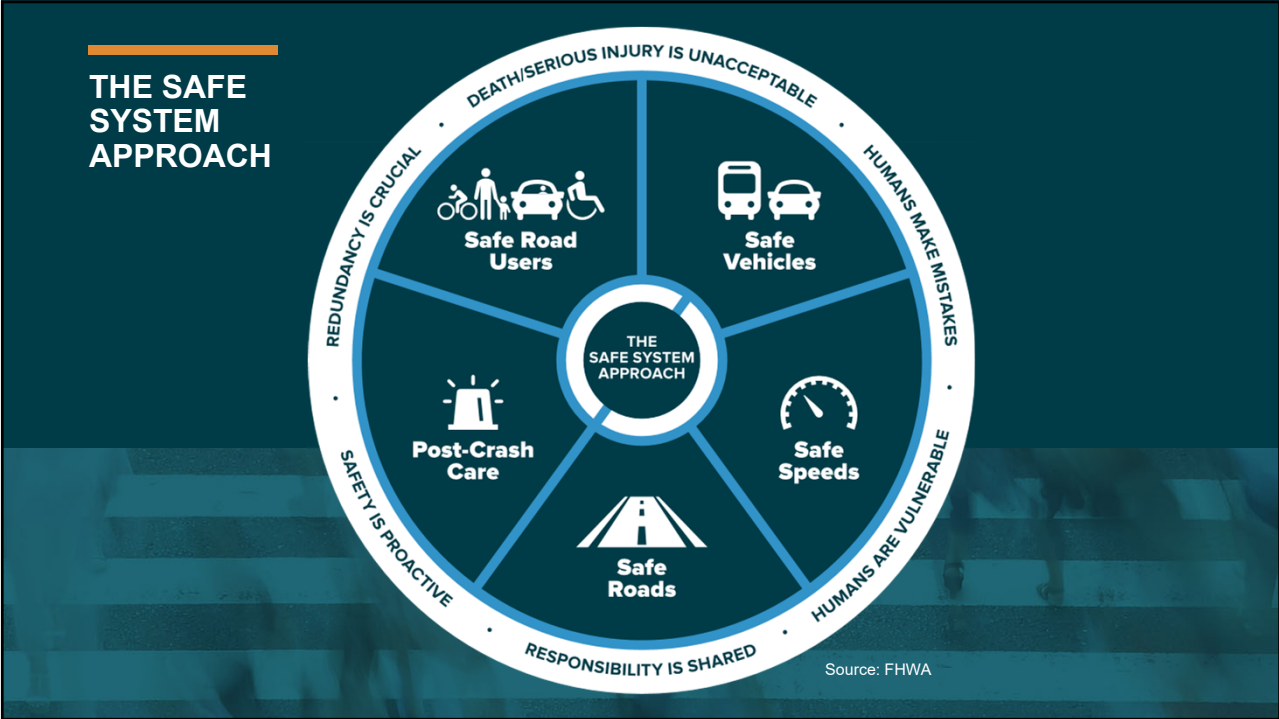 THE SAFE
SYSTEM
APPROACH
DEATH/SERIOUS INJURY IS UNACCEPTABLE
HUMANS MAKE MISTAKES
HUMANS ARE VULNERABLE
RESPONSIBILITY IS SHARED
SAFETY IS PROACTIVE
REDUNDANCY IS CRUCIAL
Safe Road
Users
Safe
Vehicles
THE
SAFE SYSTEM
APPROACH
Post-Crash
Care
Safe
Speeds
Safe
Roads
Source: FHWA